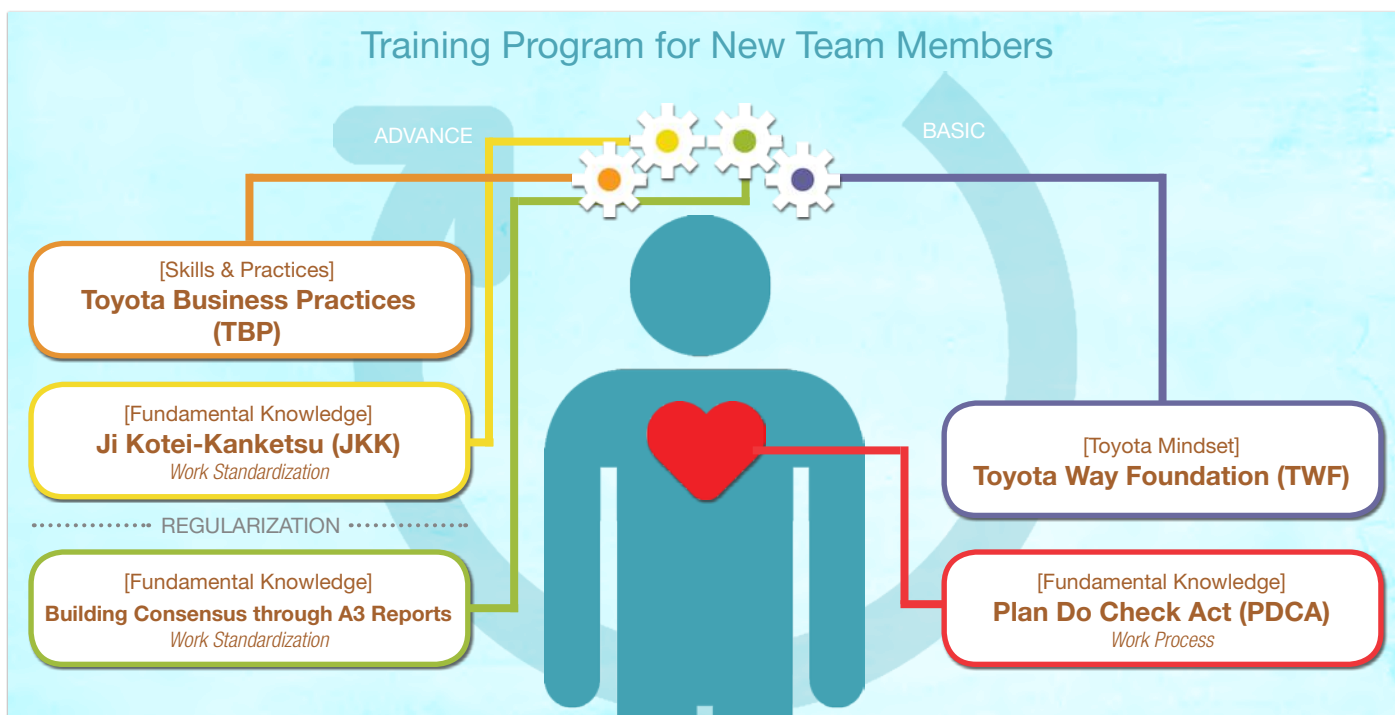 Training Program for New Team Members
ADVANCE
BASIC
[Skills & Practices]
Toyota Business Practices
(TBP)
[Fundamental Knowledge]
Ji Kotei-Kanketsu (JKK)
Work Standardization
REGULARIZATION
[Fundamental Knowledge]
Building Consensus through A3 Reports
Work Standardization
[Toyota Mindset]
Toyota Way Foundation (TWF)
[Fundamental Knowledge]
Plan Do Check Act (PDCA)
Work Process